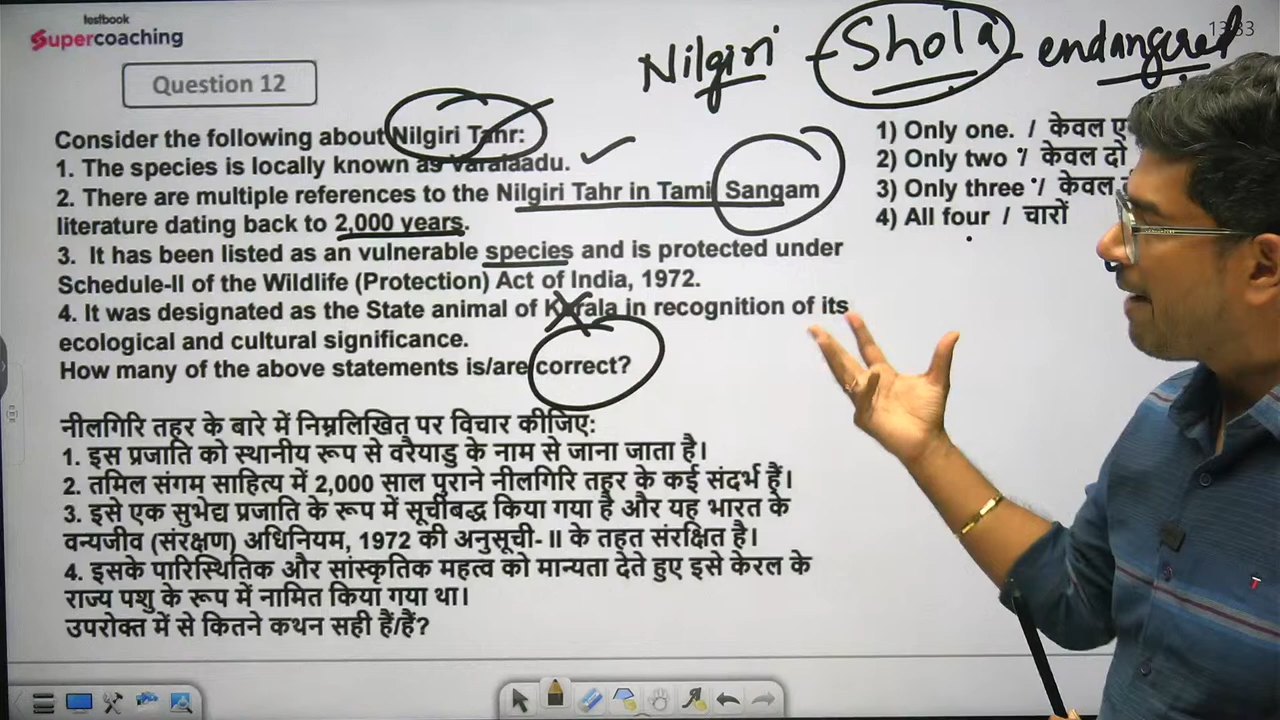 testbook
Supercoaching
Nilgiri - Shola - endangered
Question 12
Consider the following about Nilgiri Tahr:
1. The species is locally known as Varaiaadu.
2. There are multiple references to the Nilgiri Tahr in Tamil Sangam
literature dating back to 2,000 years.
3. It has been listed as an vulnerable species and is protected under
Schedule-II of the Wildlife (Protection) Act of India, 1972.
4. It was designated as the State animal of Kerala in recognition of its
ecological and cultural significance.
How many of the above statements is/are correct?
1) Only one. / केवल
2) Only two / केवल दो
3) Only three / केवल
4) All four / चारों
नीलगिरि तहर के बारे में निम्नलिखित पर विचार कीजिए:
1. इस प्रजाति को स्थानीय रूप से वरैयाडु के नाम से जाना जाता है।
2. तमिल संगम साहित्य में 2,000 साल पुराने नीलगिरि तहर के कई संदर्भ हैं।
3. इसे एक सुभेद्य प्रजाति के रूप में सूचीबद्ध किया गया है और यह भारत के
वन्यजीव (संरक्षण) अधिनियम, 1972 की अनुसूची- II के तहत संरक्षित है।
4. इसके पारिस्थितिक और सांस्कृतिक महत्व को मान्यता देते हुए इसे केरल के
राज्य पशु के रूप में नामित किया गया था।
उपरोक्त में से कितने कथन सही हैं/हैं?